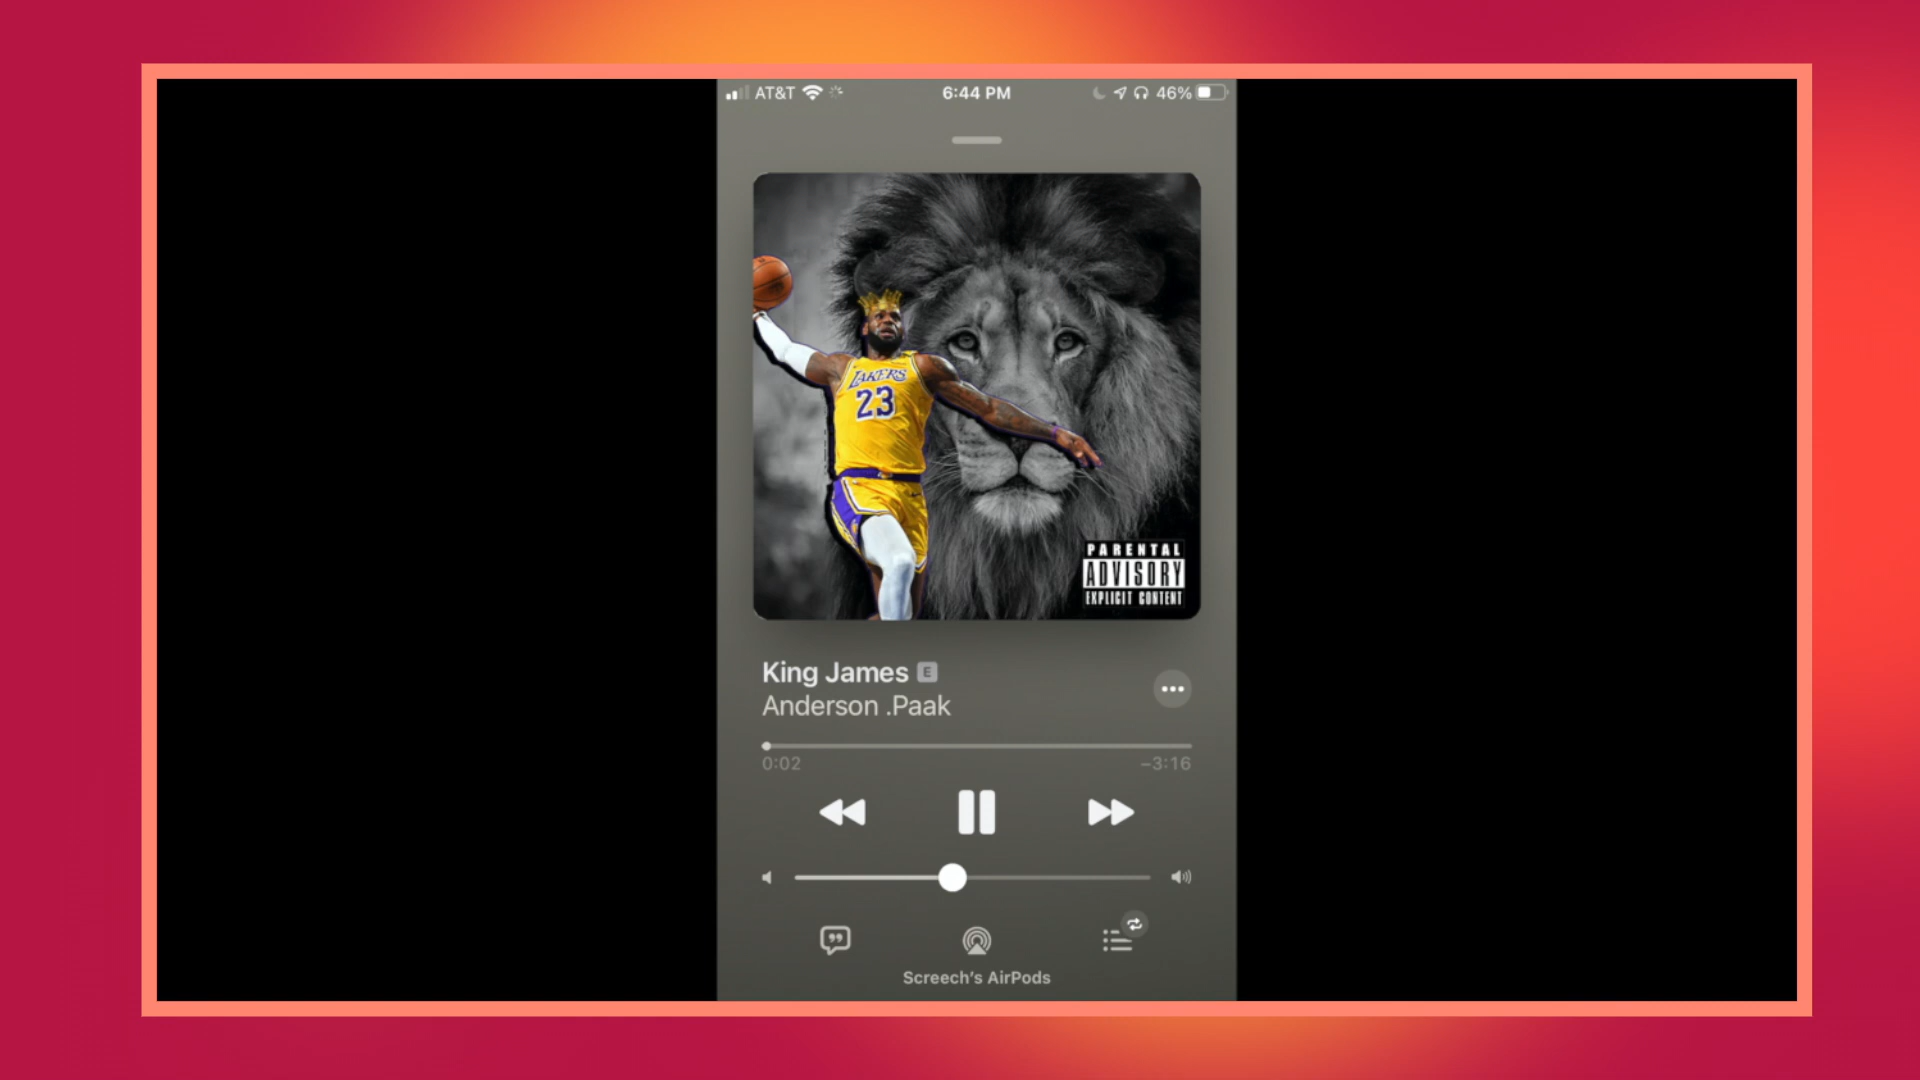 AT&T 6:44 PM 46%
LAKERS
23
PARENTAL
ADVISORY
EXPLICIT CONTENT
King James E
Anderson .Paak
0:02 −3:16
Screech's AirPods